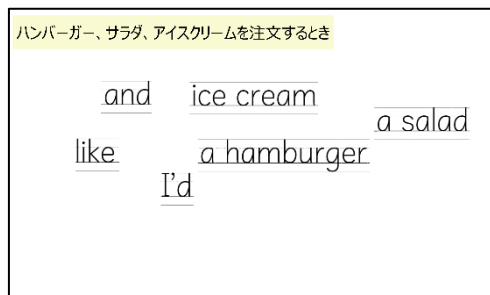 ハンバーガー、サラダ、アイスクリームを注文するとき
and ice cream
a salad
like a hamburger
I'd